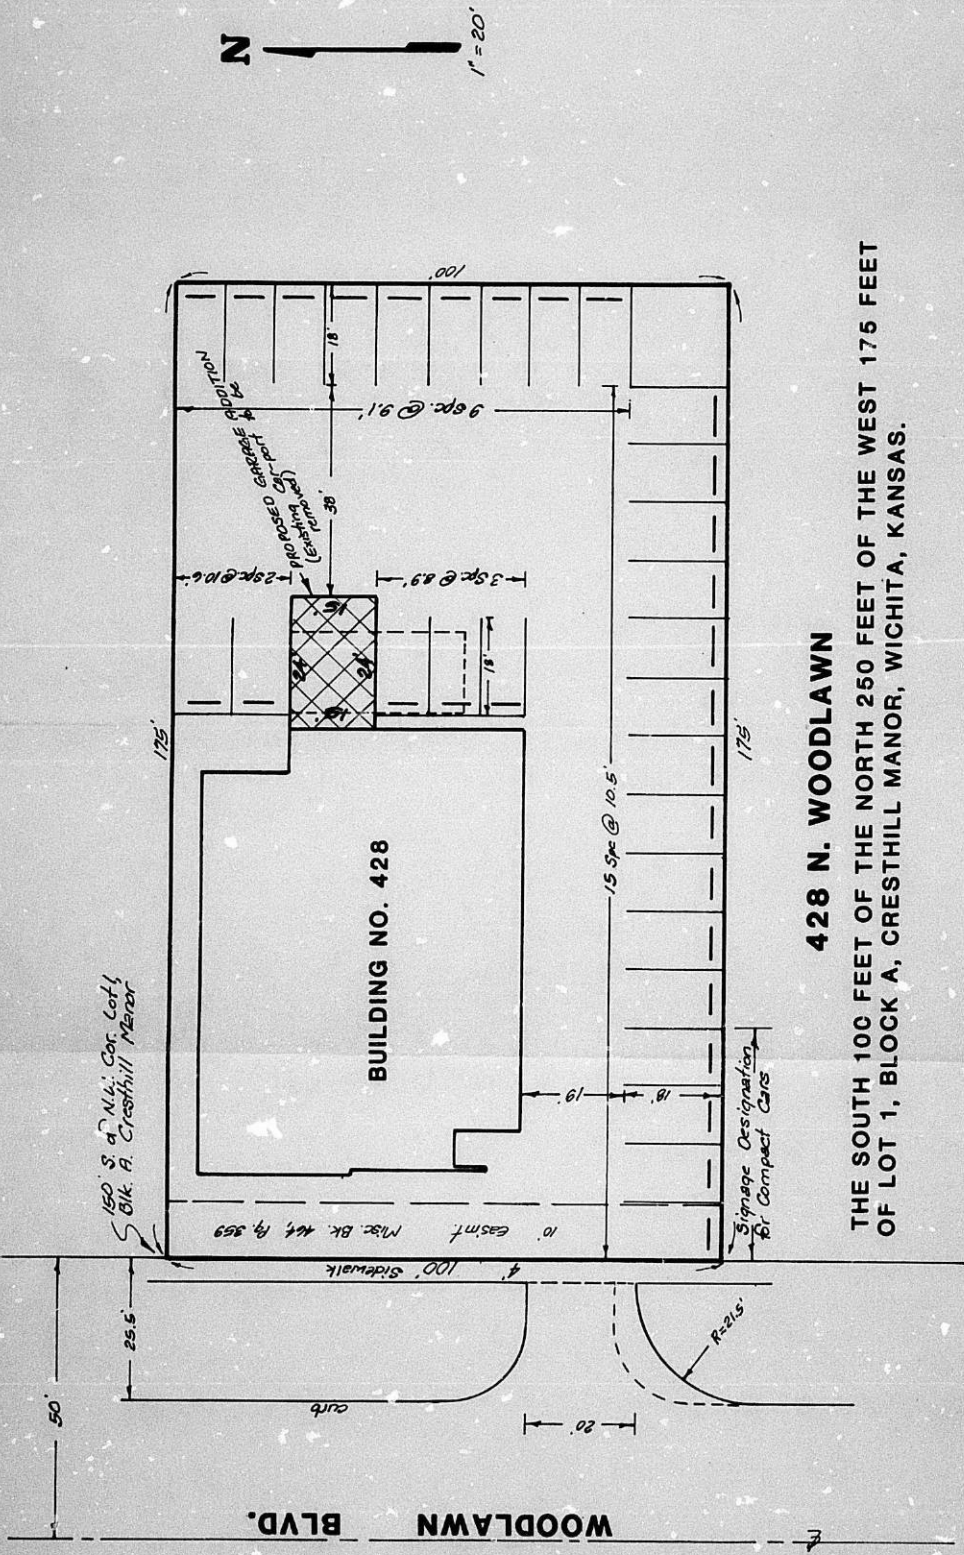 N
1" = 20'
150' S. of N.W. Cor. Lot 1,
Blk. A. Cresthill Manor
175'
PROPOSED GARAGE ADDITION
(Existing Car-port to be
removed)
100'
18'
9 spc. @ 9.1'
38'
2 spc. @ 10.6'
3 spc @ 8.9'
24'
24'
18'
BUILDING NO. 428
15 Spc @ 10.5'
19'
18'
175'
10' Easm't. Misc. Bk. 464, Pg. 359
100'
4' Sidewalk
50'
25.5'
curb
20'
R=21.5'
Signage Designation
for Compact Cars
WOODLAWN BLVD.
428 N. WOODLAWN
THE SOUTH 100 FEET OF THE NORTH 250 FEET OF THE WEST 175 FEET
OF LOT 1, BLOCK A, CRESTHILL MANOR, WICHITA, KANSAS.